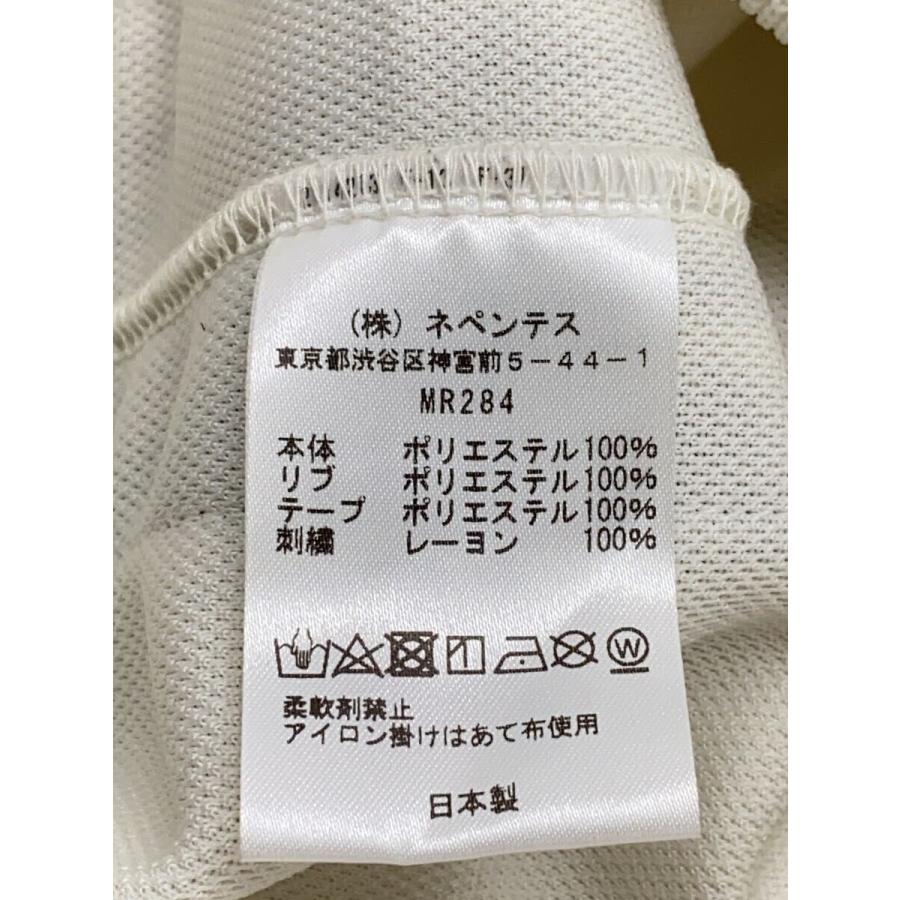 (株) ネペンテス
東京都渋谷区神宮前5-44-1
MR284
本体 ポリエステル100%
リブ ポリエステル100%
テープ ポリエステル100%
刺繍 レーヨン 100%
W
柔軟剤禁止
アイロン掛けはあて布使用
日本製